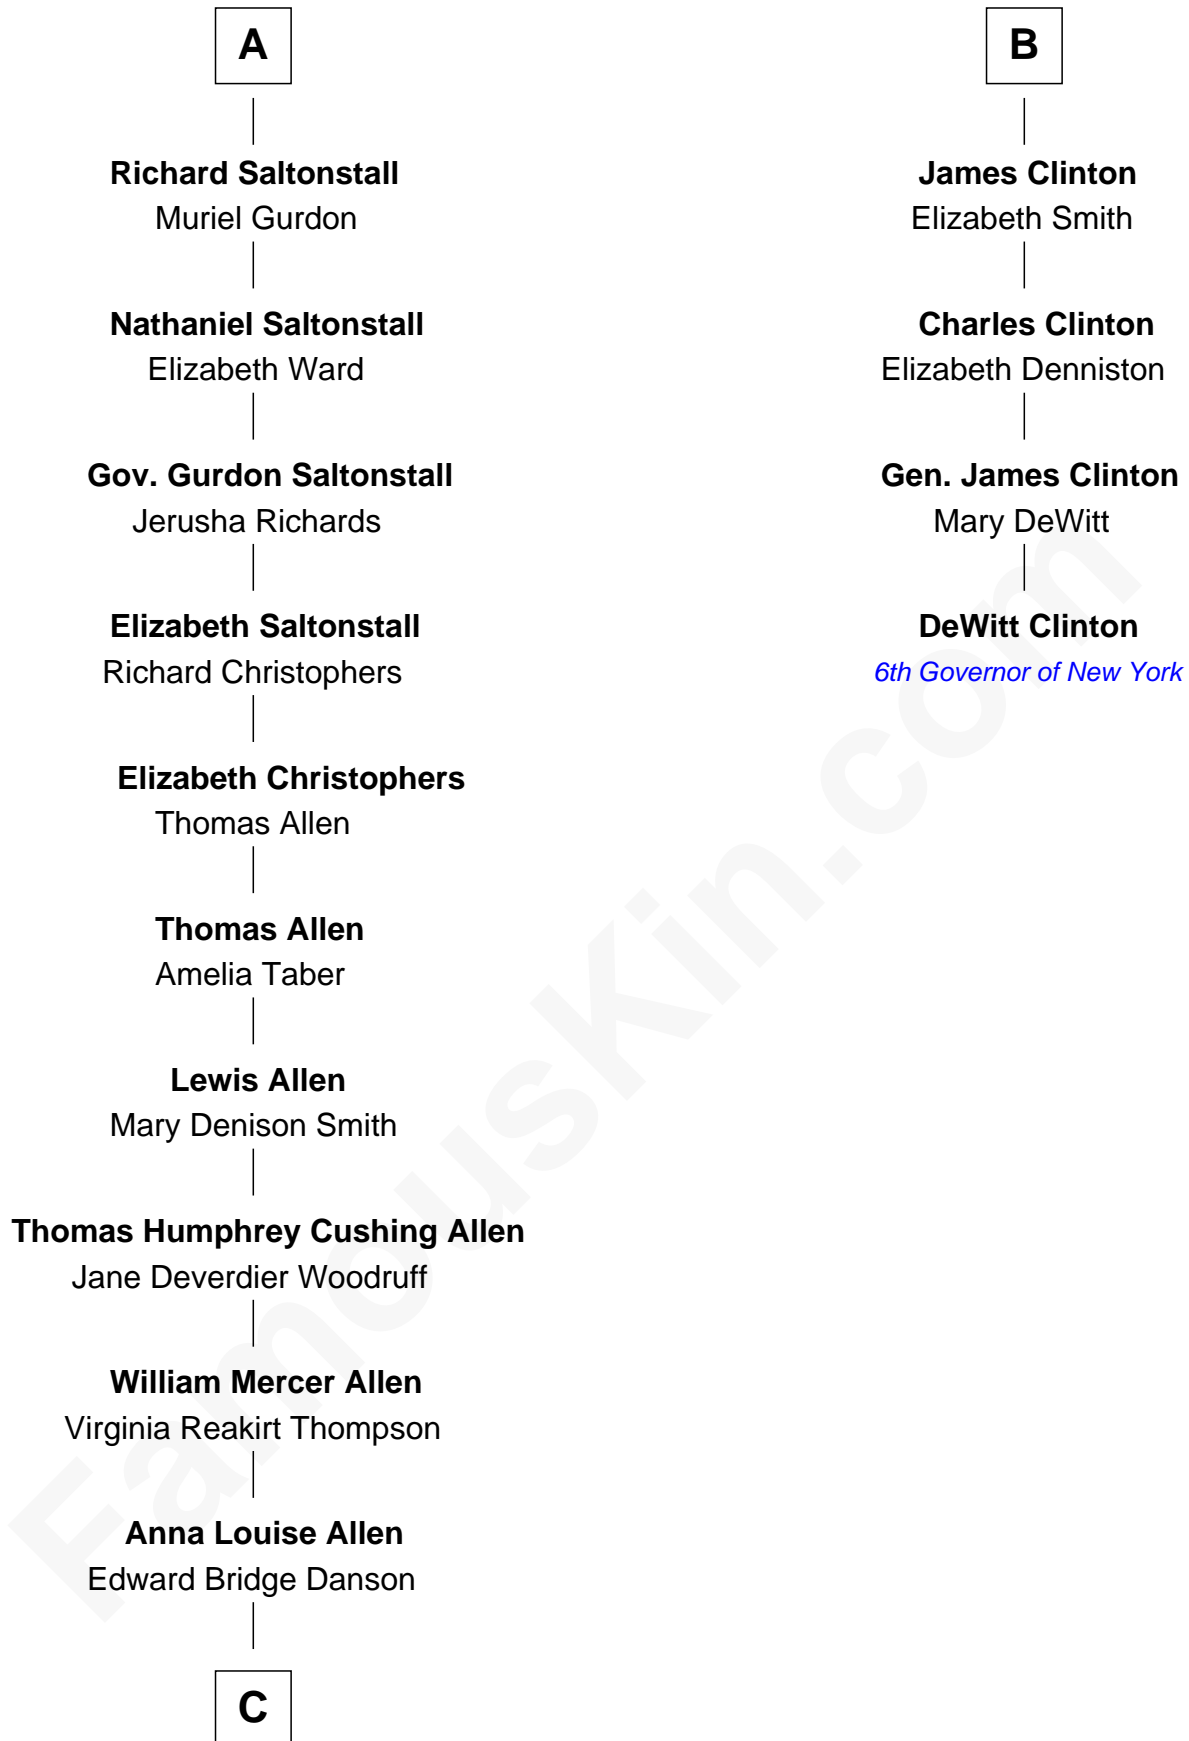 A
Richard Saltonstall
Muriel Gurdon
Nathaniel Saltonstall
Elizabeth Ward
Gov. Gurdon Saltonstall
Jerusha Richards
Elizabeth Saltonstall
Richard Christophers
Elizabeth Christophers
Thomas Allen
Thomas Allen
Amelia Taber
Lewis Allen
Mary Denison Smith
Thomas Humphrey Cushing Allen
Jane Deverdier Woodruff
William Mercer Allen
Virginia Reakirt Thompson
Anna Louise Allen
Edward Bridge Danson
C
B
James Clinton
Elizabeth Smith
Charles Clinton
Elizabeth Denniston
Gen. James Clinton
Mary DeWitt
DeWitt Clinton
6th Governor of New York
FamousKin.com